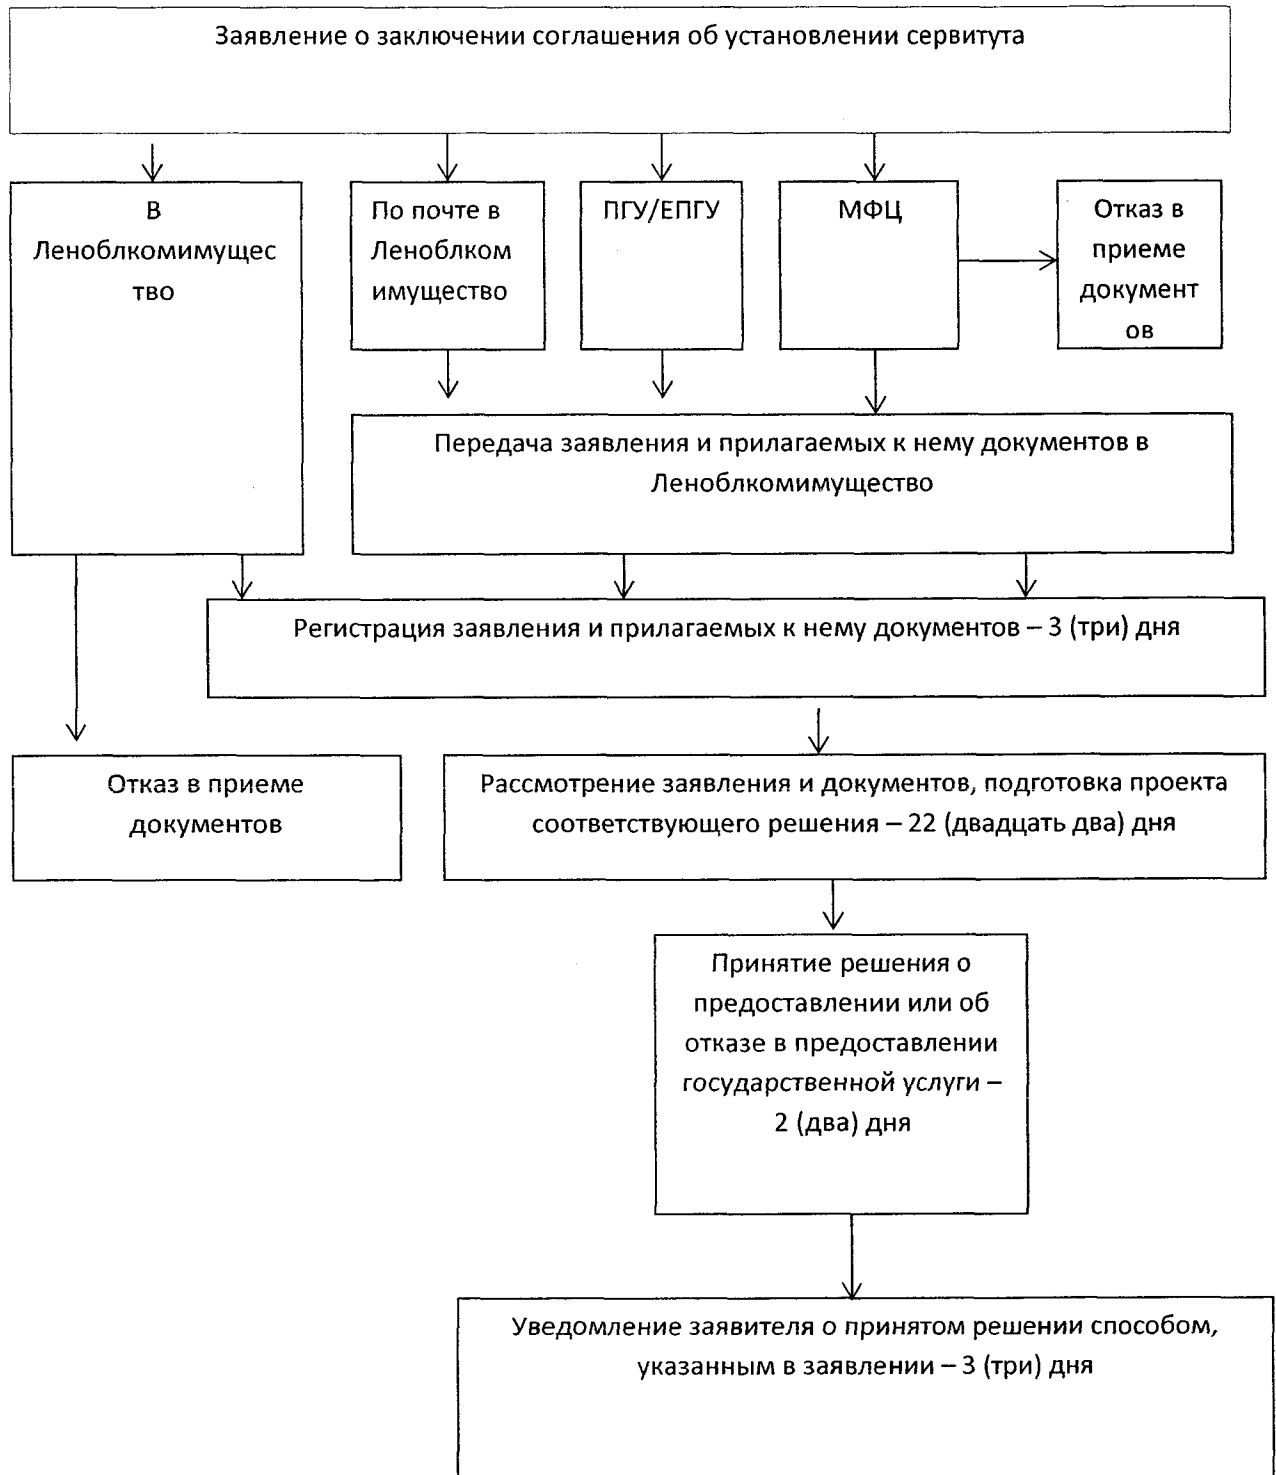 Заявление о заключении соглашения об установлении сервитута
В
Леноблкомимущес
тво
По почте в
Леноблком
имущество
ПГУ/ЕПГУ
МФЦ
Отказ в
приеме
документ
ов
Передача заявления и прилагаемых к нему документов в
Леноблкомимущество
Регистрация заявления и прилагаемых к нему документов – 3 (три) дня
Отказ в приеме
документов
Рассмотрение заявления и документов, подготовка проекта
соответствующего решения – 22 (двадцать два) дня
Принятие решения о
предоставлении или об
отказе в предоставлении
государственной услуги –
2 (два) дня
Уведомление заявителя о принятом решении способом,
указанным в заявлении – 3 (три) дня